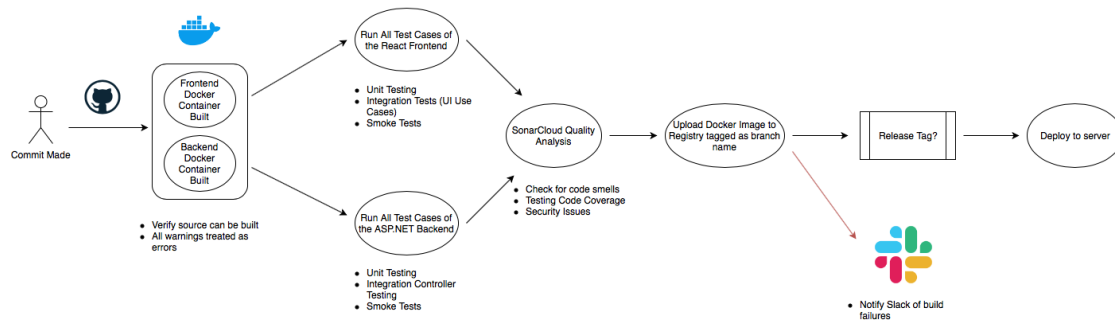 Commit Made
Frontend
Docker
Container
Built
Backend
Docker
Container
Built
• Verify source can be built
• All warnings treated as
errors
Run All Test Cases of
the React Frontend
• Unit Testing
• Integration Tests (UI Use
Cases)
• Smoke Tests
Run All Test Cases of
the ASP.NET Backend
• Unit Testing
• Integration Controller
Testing
• Smoke Tests
SonarCloud Quality
Analysis
• Check for code smells
• Testing Code Coverage
• Security Issues
Upload Docker Image to
Registry tagged as branch
name
Release Tag?
Deploy to server
• Notify Slack of build
failures